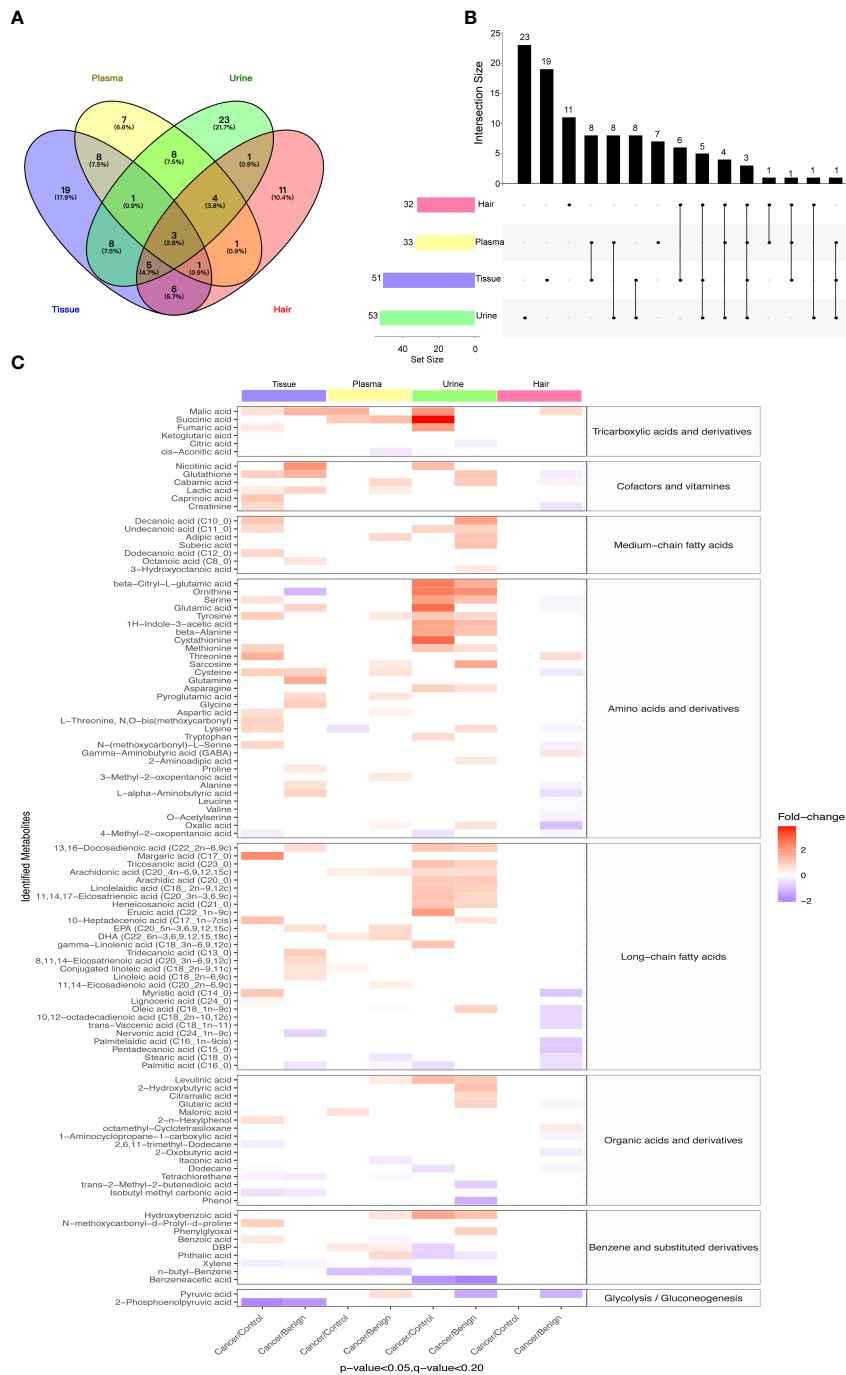 A
Plasma
Urine
7
(6.6%)
23
(21.7%)
8
(7.5%)
8
(7.5%)
1
(0.9%)
19
(17.9%)
1
(0.9%)
4
(3.8%)
11
(10.4%)
3
(2.8%)
8
(7.5%)
1
(0.9%)
5
(4.7%)
1
(0.9%)
6
(5.7%)
Tissue
Hair
B
Intersection Size
25
20
15
10
5
0
23
19
11
8
8
8
7
6
5
4
3
1
1
1
1
32
Hair
33
Plasma
51
Tissue
53
Urine
40
20
0
Set Size
C
Tissue
Plasma
Urine
Hair
Identified Metabolites
Malic acid
Succinic acid
Fumaric acid
Ketoglutaric aicd
Citric acid
cis−Aconitic acid
Tricarboxylic acids and derivatives
Nicotinic acid
Glutathione
Cabamic acid
Lactic acid
Caprinoic acid
Creatinine
Cofactors and vitamines
Decanoic acid (C10_0)
Undecanoic acid (C11_0)
Adipic acid
Suberic acid
Dodecanoic acid (C12_0)
Octanoic acid (C8_0)
3−Hydroxyoctanoic acid
Medium−chain fatty acids
beta−Citryl−L−glutamic acid
Ornithine
Serine
Glutamic acid
Tyrosine
1H−Indole−3−acetic acid
beta−Alanine
Cystathionine
Methionine
Threonine
Sarcosine
Cysteine
Glutamine
Asparagine
Pyroglutamic acid
Glycine
Aspartic acid
L−Threonine, N,O−bis(methoxycarbonyl)
Lysine
Tryptophan
N−(methoxycarbonyl)−L−Serine
Gamma−Aminobutyric acid (GABA)
2−Aminoadipic acid
Proline
3−Methyl−2−oxopentanoic acid
Alanine
L−alpha−Aminobutyric acid
Leucine
Valine
O−Acetylserine
Oxalic acid
4−Methyl−2−oxopentanoic acid
Amino acids and derivatives
13,16−Docosadienoic acid (C22_2n−6,9c)
Margaric acid (C17_0)
Tricosanoic acid (C23_0)
Arachidonic acid (C20_4n−6,9,12,15c)
Arachidic acid (C20_0)
Linolelaidic acid (C18_2n−9,12c)
11,14,17−Eicosatrienoic acid (C20_3n−3,6,9c)
Heneicosanoic acid (C21_0)
Erucic acid (C22_1n−9c)
10−Heptadecenoic acid (C17_1n−7cis)
EPA (C20_5n−3,6,9,12,15c)
DHA (C22_6n−3,6,9,12,15,18c)
gamma−Linolenic acid (C18_3n−6,9,12c)
Tridecanoic acid (C13_0)
8,11,14−Eicosatrienoic acid (C20_3n−6,9,12c)
Conjugated linoleic acid (C18_2n−9,11c)
Linoleic acid (C18_2n−6,9c)
11,14−Eicosadienoic acid (C20_2n−6,9c)
Myristic acid (C14_0)
Lignoceric acid (C24_0)
Oleic acid (C18_1n−9c)
10,12−octadecadienoic acid (C18_2n−10,12c)
trans−Vaccenic acid (C18_1n−11)
Nervonic acid (C24_1n−9c)
Palmitelaidic acid (C16_1n−9cis)
Pentadecanoic acid (C15_0)
Stearic acid (C18_0)
Palmitic acid (C16_0)
Long−chain fatty acids
Levulinic acid
2−Hydroxybutyric acid
Citramalic acid
Glutaric acid
Malonic acid
2−n−Hexylphenol
octamethyl−Cyclotetrasiloxane
1−Aminocyclopropane−1−carboxylic acid
2,6,11−trimethyl−Dodecane
2−Oxobutyric acid
Itaconic acid
Dodecane
Tetrachlorethane
trans−2−Methyl−2−butenedioic acid
Isobutyl methyl carbonic acid
Phenol
Organic acids and derivatives
Hydroxybenzoic acid
N−methoxycarbonyl−d−Prolyl−d−proline
Phenylglyoxal
Benzoic acid
DBP
Phthalic acid
Xylene
n−butyl−Benzene
Benzeneacetic acid
Benzene and substituted derivatives
Pyruvic acid
2−Phosphoenolpyruvic acid
Glycolysis / Gluconeogenesis
Cancer/Control
Cancer/Benign
Cancer/Control
Cancer/Benign
Cancer/Control
Cancer/Benign
Cancer/Control
Cancer/Benign
p−value<0.05,q−value<0.20
Fold−change
2
0
−2